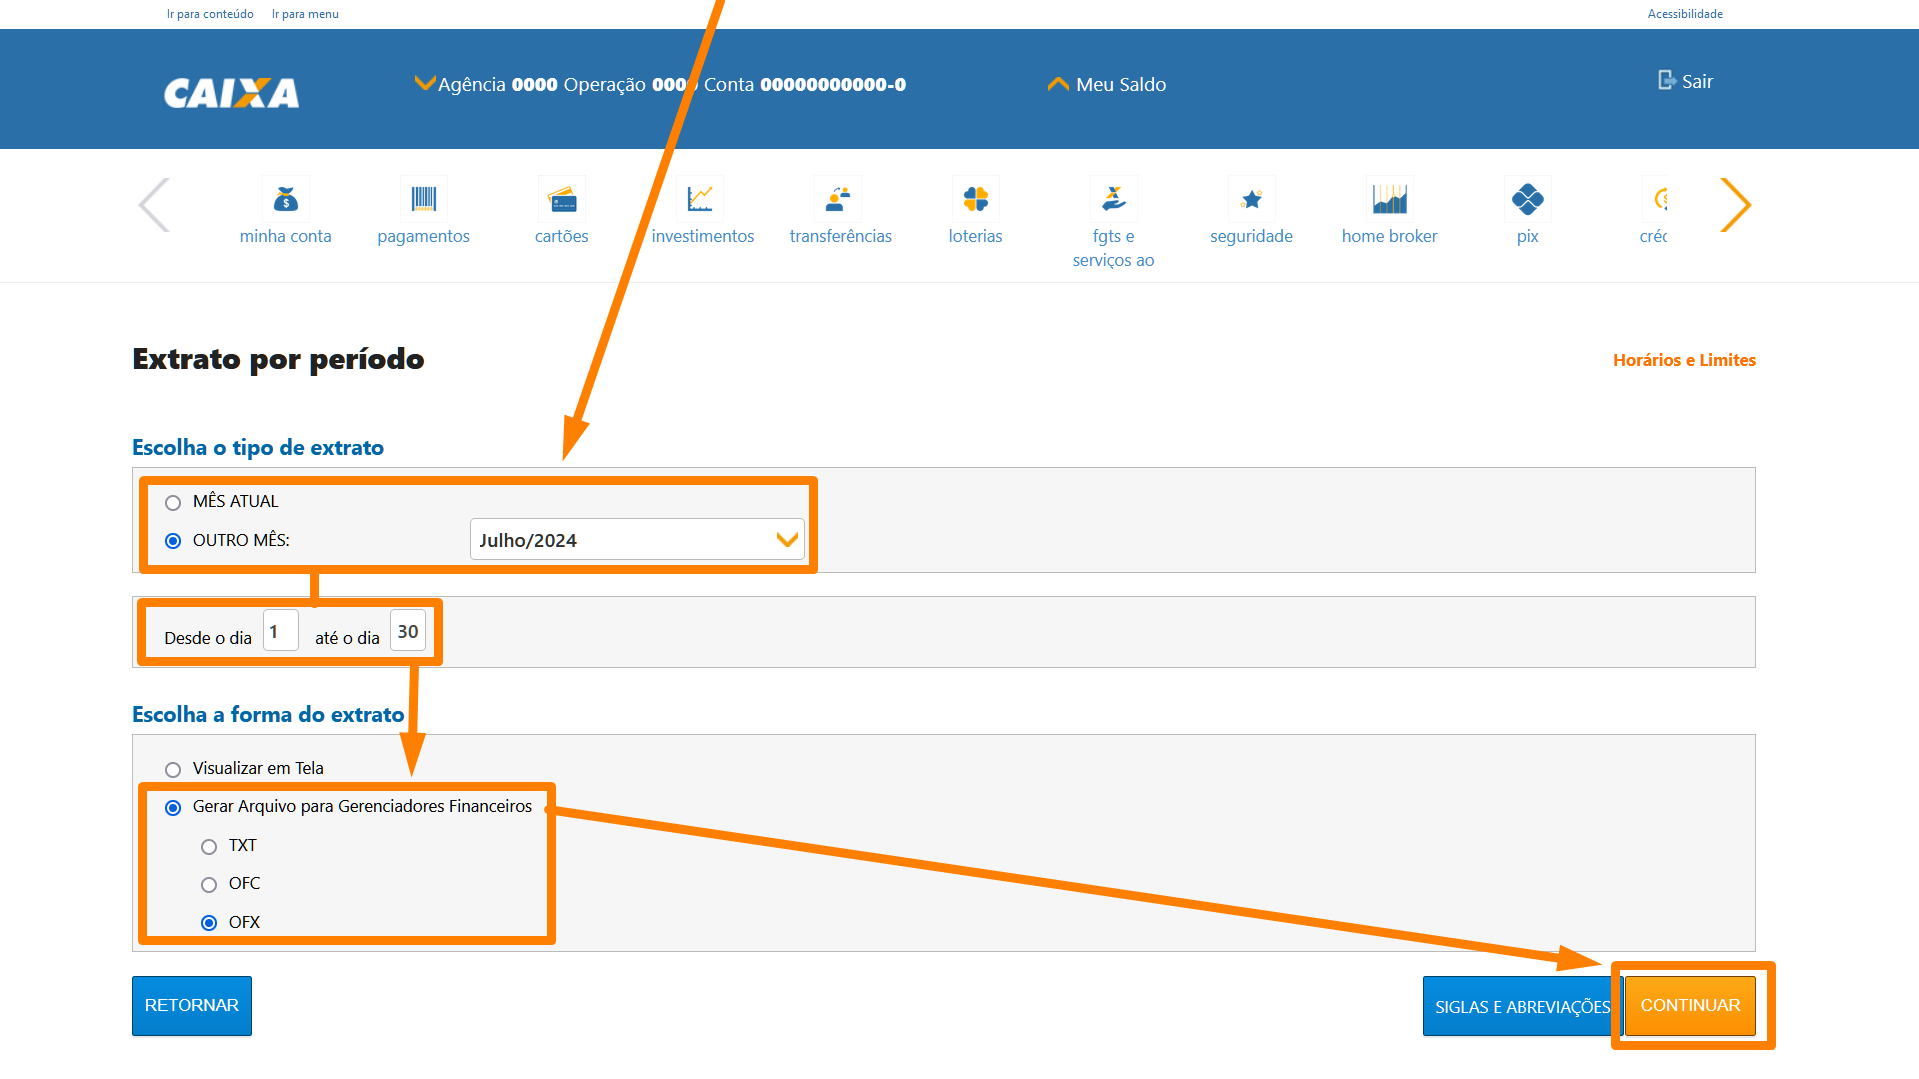 Ir para conteúdo Ir para menu Acessibilidade
CAIXA Agência 0000 Operação 0000 Conta 00000000000-0 Meu Saldo Sair
minha conta pagamentos cartões investimentos transferências loterias fgts e seguridade home broker pix créc
serviços ao
Extrato por período Horários e Limites
Escolha o tipo de extrato
MÊS ATUAL
OUTRO MÊS: Julho/2024
Desde o dia 1 até o dia 30
Escolha a forma do extrato
Visualizar em Tela
Gerar Arquivo para Gerenciadores Financeiros
TXT
OFC
OFX
RETORNAR SIGLAS E ABREVIAÇÕES CONTINUAR